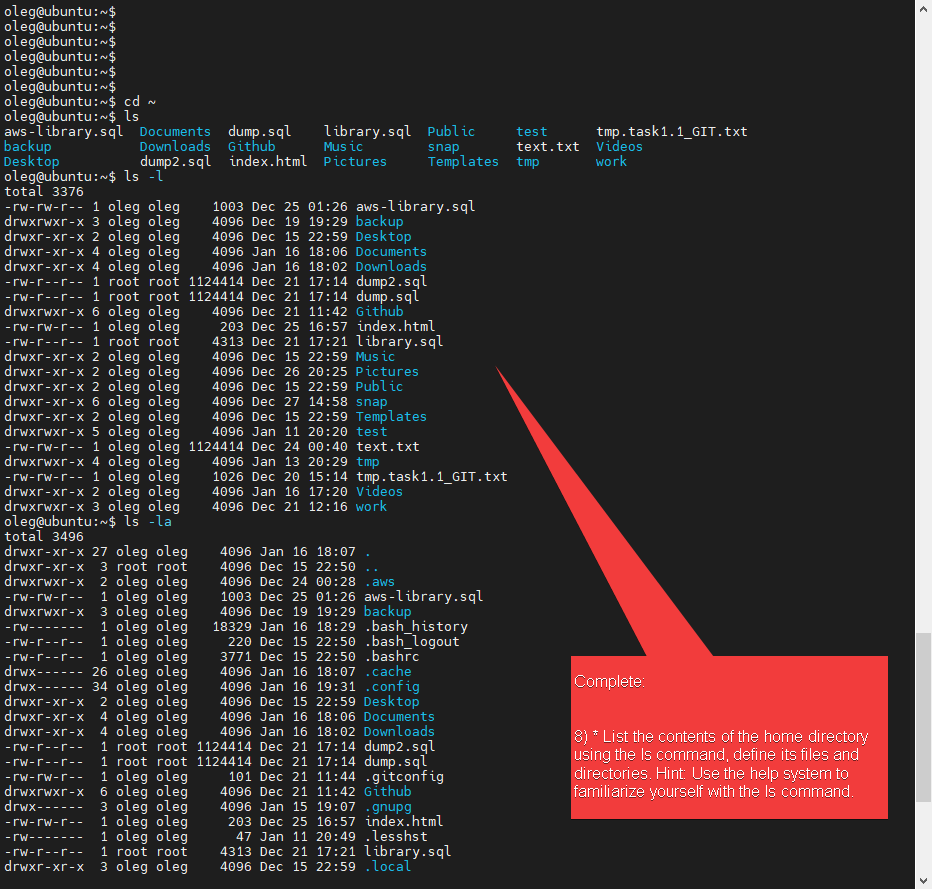 oleg@ubuntu:~$
oleg@ubuntu:~$
oleg@ubuntu:~$
oleg@ubuntu:~$
oleg@ubuntu:~$
oleg@ubuntu:~$
oleg@ubuntu:~$ cd ~
oleg@ubuntu:~$ ls
aws-library.sql  Documents  dump.sql    library.sql  Public     test      tmp.task1.1_GIT.txt
backup           Downloads  Github      Music        snap       text.txt  Videos
Desktop          dump2.sql  index.html  Pictures     Templates  tmp       work
oleg@ubuntu:~$ ls -l
total 3376
-rw-rw-r-- 1 oleg oleg    1003 Dec 25 01:26 aws-library.sql
drwxrwxr-x 3 oleg oleg    4096 Dec 19 19:29 backup
drwxr-xr-x 2 oleg oleg    4096 Dec 15 22:59 Desktop
drwxr-xr-x 4 oleg oleg    4096 Jan 16 18:06 Documents
drwxr-xr-x 4 oleg oleg    4096 Jan 16 18:02 Downloads
-rw-r--r-- 1 root root 1124414 Dec 21 17:14 dump2.sql
-rw-r--r-- 1 root root 1124414 Dec 21 17:14 dump.sql
drwxrwxr-x 6 oleg oleg    4096 Dec 21 11:42 Github
-rw-rw-r-- 1 oleg oleg     203 Dec 25 16:57 index.html
-rw-r--r-- 1 root root    4313 Dec 21 17:21 library.sql
drwxr-xr-x 2 oleg oleg    4096 Dec 15 22:59 Music
drwxr-xr-x 2 oleg oleg    4096 Dec 26 20:25 Pictures
drwxr-xr-x 2 oleg oleg    4096 Dec 15 22:59 Public
drwxr-xr-x 6 oleg oleg    4096 Dec 27 14:58 snap
drwxr-xr-x 2 oleg oleg    4096 Dec 15 22:59 Templates
drwxrwxr-x 5 oleg oleg    4096 Jan 11 20:20 test
-rw-rw-r-- 1 oleg oleg 1124414 Dec 24 00:40 text.txt
drwxrwxr-x 4 oleg oleg    4096 Jan 13 20:29 tmp
-rw-rw-r-- 1 oleg oleg    1026 Dec 20 15:14 tmp.task1.1_GIT.txt
drwxr-xr-x 2 oleg oleg    4096 Jan 16 17:20 Videos
drwxrwxr-x 3 oleg oleg    4096 Dec 21 12:16 work
oleg@ubuntu:~$ ls -la
total 3496
drwxr-xr-x 27 oleg oleg    4096 Jan 16 18:07 .
drwxr-xr-x  3 root root    4096 Dec 15 22:50 ..
drwxrwxr-x  2 oleg oleg    4096 Dec 24 00:28 .aws
-rw-rw-r--  1 oleg oleg    1003 Dec 25 01:26 aws-library.sql
drwxrwxr-x  3 oleg oleg    4096 Dec 19 19:29 backup
-rw-------  1 oleg oleg   18329 Jan 16 18:29 .bash_history
-rw-r--r--  1 oleg oleg     220 Dec 15 22:50 .bash_logout
-rw-r--r--  1 oleg oleg    3771 Dec 15 22:50 .bashrc
drwx------ 26 oleg oleg    4096 Jan 16 18:07 .cache
drwx------ 34 oleg oleg    4096 Jan 16 19:31 .config
drwxr-xr-x  2 oleg oleg    4096 Dec 15 22:59 Desktop
drwxr-xr-x  4 oleg oleg    4096 Jan 16 18:06 Documents
drwxr-xr-x  4 oleg oleg    4096 Jan 16 18:02 Downloads
-rw-r--r--  1 root root 1124414 Dec 21 17:14 dump2.sql
-rw-r--r--  1 root root 1124414 Dec 21 17:14 dump.sql
-rw-rw-r--  1 oleg oleg     101 Dec 21 11:44 .gitconfig
drwxrwxr-x  6 oleg oleg    4096 Dec 21 11:42 Github
drwx------  3 oleg oleg    4096 Jan 15 19:07 .gnupg
-rw-rw-r--  1 oleg oleg     203 Dec 25 16:57 index.html
-rw-------  1 oleg oleg      47 Jan 11 20:49 .lesshst
-rw-r--r--  1 root root    4313 Dec 21 17:21 library.sql
drwxr-xr-x  3 oleg oleg    4096 Dec 15 22:59 .local
Complete:
8) * List the contents of the home directory
using the ls command, define its files and
directories. Hint: Use the help system to
familiarize yourself with the ls command.